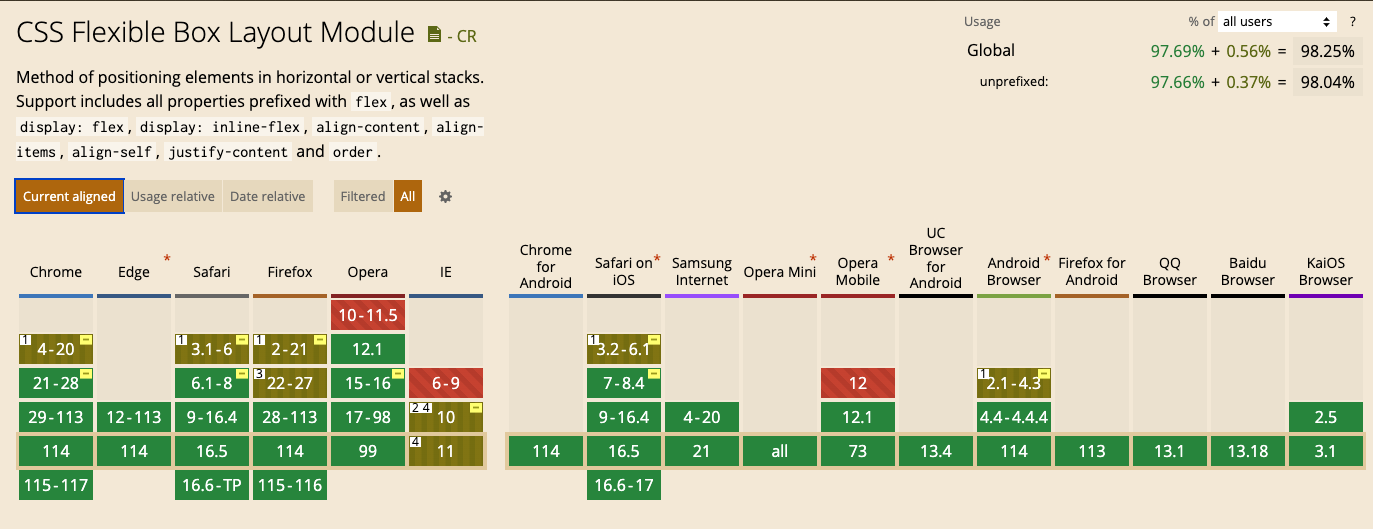 CSS Flexible Box Layout Module - CR
Usage % of all users ?
Global 97.69% + 0.56% = 98.25%
unprefixed: 97.66% + 0.37% = 98.04%
Method of positioning elements in horizontal or vertical stacks.
Support includes all properties prefixed with flex, as well as
display: flex, display: inline-flex, align-content, align-
items, align-self, justify-content and order.
Current aligned Usage relative Date relative Filtered All
Chrome Edge * Safari Firefox Opera IE
Chrome for Android Safari on iOS * Samsung Internet Opera Mini * Opera Mobile * UC Browser for Android Android Browser * Firefox for Android QQ Browser Baidu Browser KaiOS Browser
10-11.5
1 4-20 1 3.1-6 1 2-21 12.1 1 3.2-6.1
21-28 6.1-8 3 22-27 15-16 6-9 7-8.4 12 1 2.1-4.3
29-113 12-113 9-16.4 28-113 17-98 2 4 10 9-16.4 4-20 12.1 4.4-4.4.4 2.5
114 114 16.5 114 99 4 11 114 16.5 21 all 73 13.4 114 113 13.1 13.18 3.1
115-117 16.6-TP 115-116 16.6-17